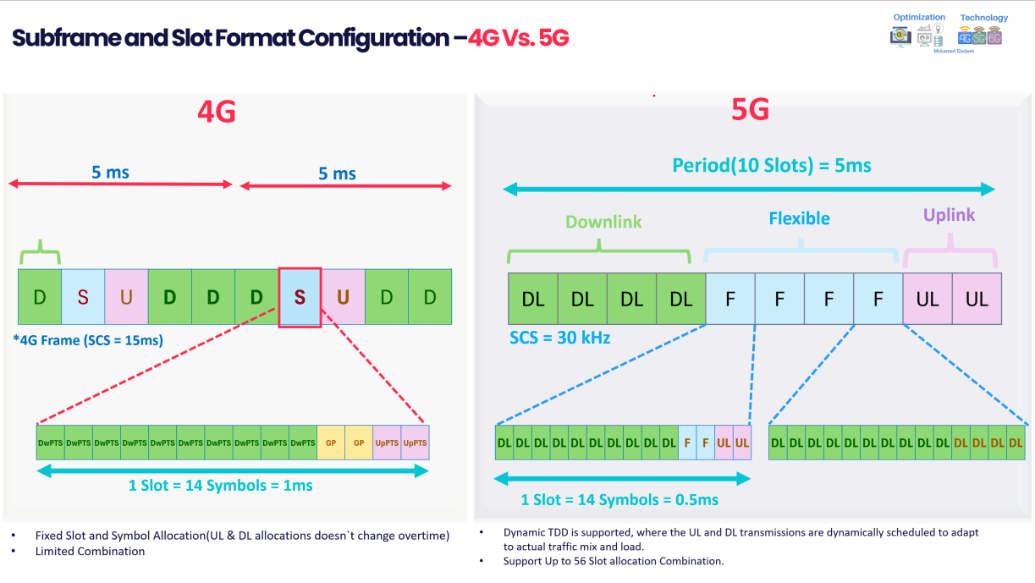 Subframe and Slot Format Configuration –4G Vs. 5G
Optimization Technology
4G 5G 6G
Mohamed Elsdawi
4G
5 ms 5 ms
D S U D D D S U D D
*4G Frame (SCS = 15ms)
DwPTS DwPTS DwPTS DwPTS DwPTS DwPTS DwPTS DwPTS DwPTS DwPTS GP GP UpPTS UpPTS
1 Slot = 14 Symbols = 1ms
• Fixed Slot and Symbol Allocation(UL & DL allocations doesn`t change overtime)
• Limited Combination
5G
Period(10 Slots) = 5ms
Downlink Flexible Uplink
DL DL DL DL F F F F UL UL
SCS = 30 kHz
DL DL DL DL DL DL DL DL DL DL F F UL UL
DL DL DL DL DL DL DL DL DL DL DL DL DL DL
1 Slot = 14 Symbols = 0.5ms
• Dynamic TDD is supported, where the UL and DL transmissions are dynamically scheduled to adapt
to actual traffic mix and load.
• Support Up to 56 Slot allocation Combination.